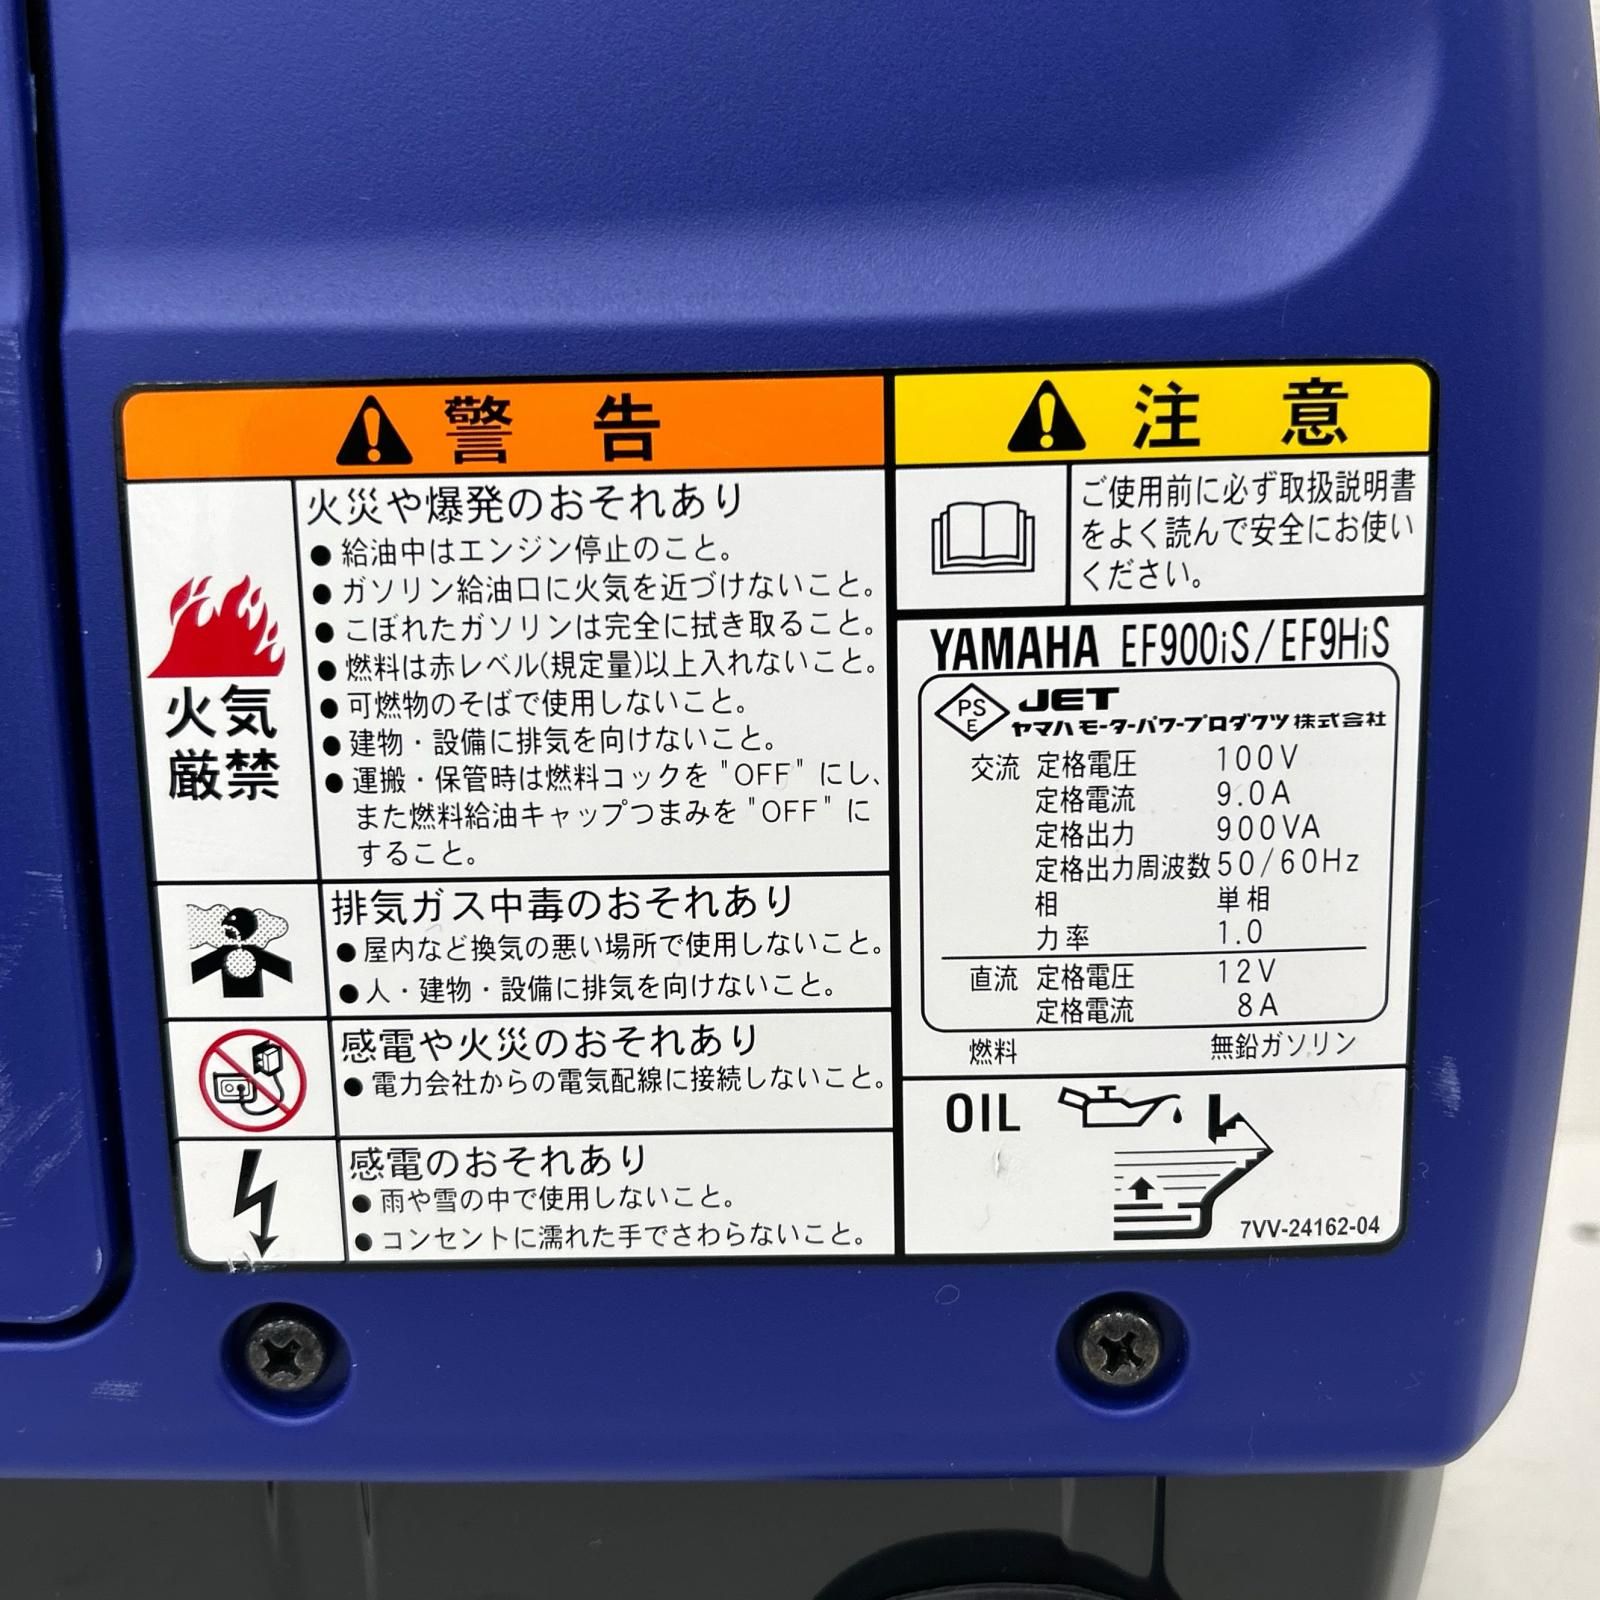 警告
火気
厳禁
火災や爆発のおそれあり
●給油中はエンジン停止のこと。
●ガソリン給油口に火気を近づけないこと。
●こぼれたガソリンは完全に拭き取ること。
●燃料は赤レベル(規定量)以上入れないこと。
●可燃物のそばで使用しないこと。
●建物・設備に排気を向けないこと。
●運搬・保管時は燃料コックを"OFF"にし、
また燃料給油キャップつまみを"OFF"に
すること。
排気ガス中毒のおそれあり
●屋内など換気の悪い場所で使用しないこと。
●人・建物・設備に排気を向けないこと。
感電や火災のおそれあり
●電力会社からの電気配線に接続しないこと。
感電のおそれあり
●雨や雪の中で使用しないこと。
●コンセントに濡れた手でさわらないこと。
注意
ご使用前に必ず取扱説明書
をよく読んで安全にお使い
ください。
YAMAHA EF900iS/EF9HiS
PS E JET
ヤマハモーターパワープロダクツ株式会社
交流 定格電圧 100V
定格電流 9.0A
定格出力 900VA
定格出力周波数 50/60Hz
相 単相
力率 1.0
直流 定格電圧 12V
定格電流 8A
燃料 無鉛ガソリン
OIL
7VV-24162-04